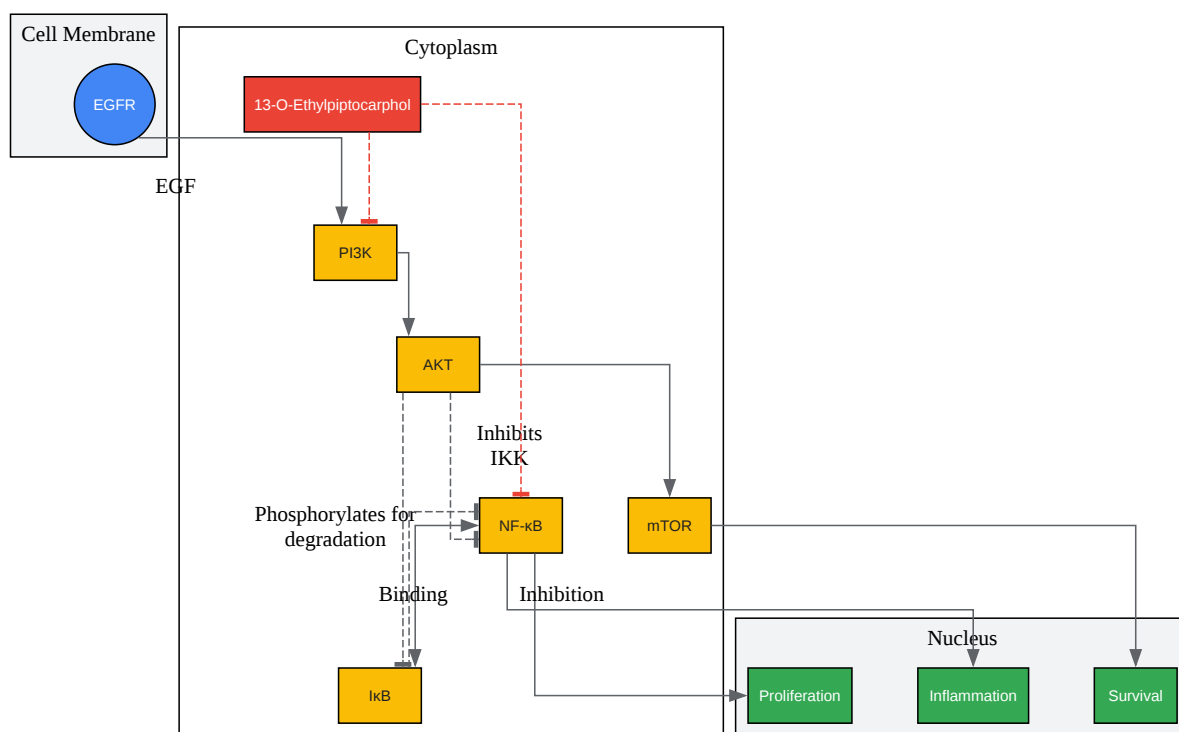 Cell Membrane
EGFR
Cytoplasm
13-O-Ethylpiptocarphol
EGF
PI3K
AKT
Inhibits
IKK
Phosphorylates for
degradation
NF-κB
mTOR
Binding
Inhibition
Nucleus
IκB
Proliferation
Inflammation
Survival